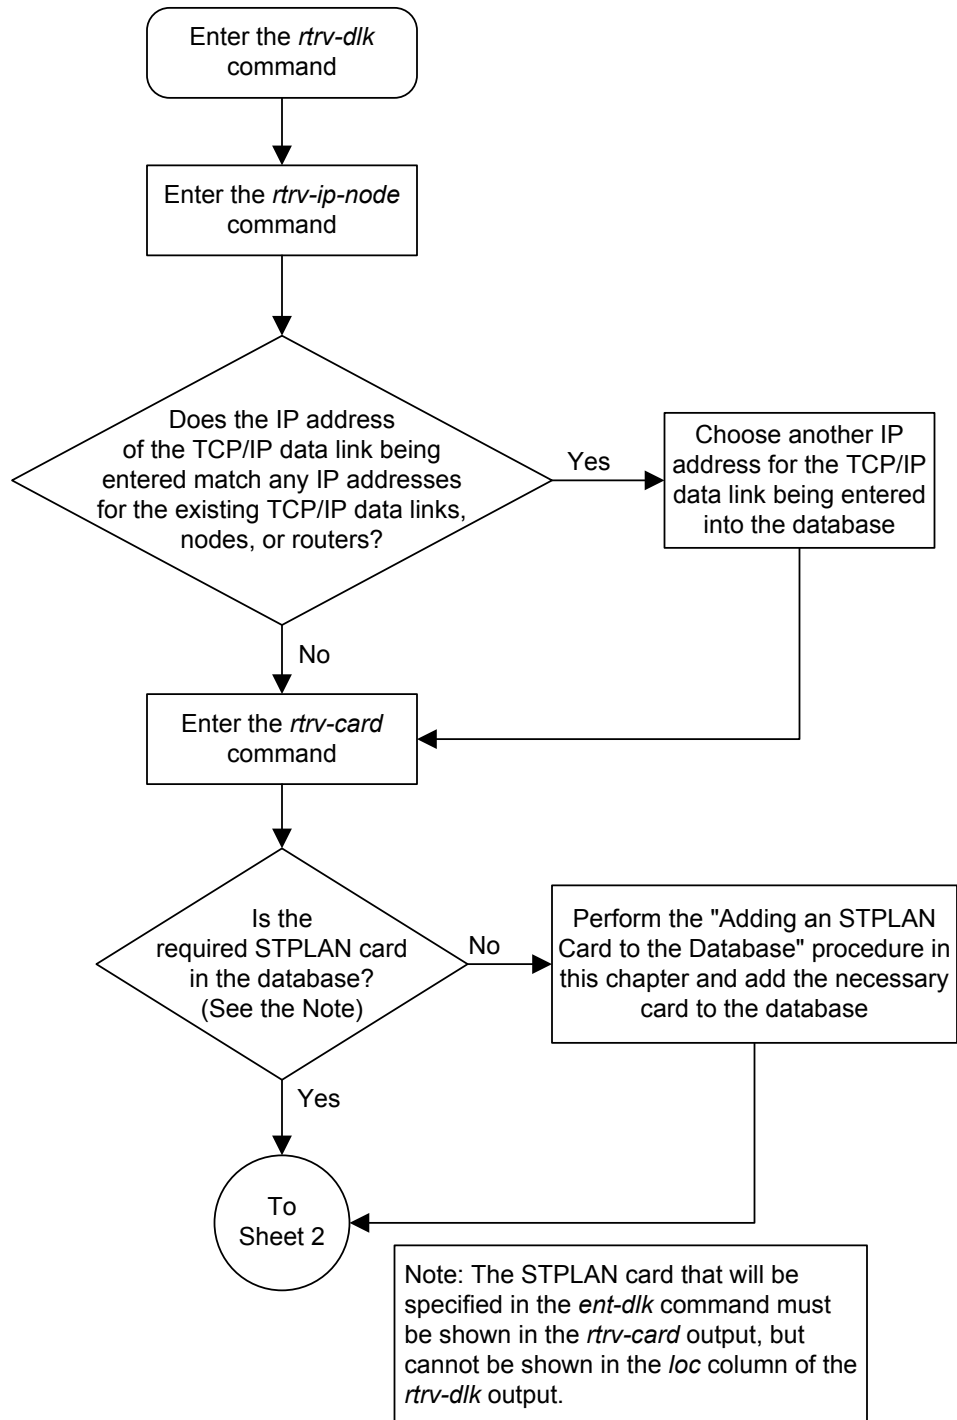 Enter the rtrv-dlk
command
Enter the rtrv-ip-node
command
Does the IP address
of the TCP/IP data link being
entered match any IP addresses
for the existing TCP/IP data links,
nodes, or routers?
Yes
Choose another IP
address for the TCP/IP
data link being entered
into the database
No
Enter the rtrv-card
command
Is the
required STPLAN card
in the database?
(See the Note)
No
Perform the "Adding an STPLAN
Card to the Database" procedure in
this chapter and add the necessary
card to the database
Yes
To
Sheet 2
Note: The STPLAN card that will be
specified in the ent-dlk command must
be shown in the rtrv-card output, but
cannot be shown in the loc column of the
rtrv-dlk output.